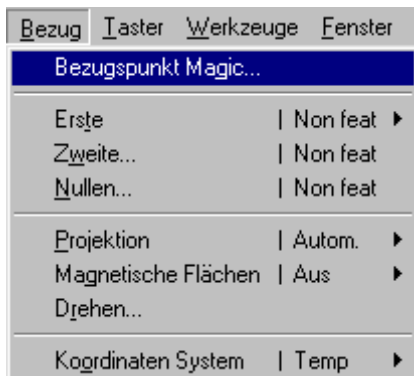 Bezug Taster Werkzeuge Fenster
Bezugspunkt Magic...
Erste | Non feat
Zweite... | Non feat
Nullen... | Non feat
Projektion | Autom.
Magnetische Flächen | Aus
Drehen...
Koordinaten System | Temp